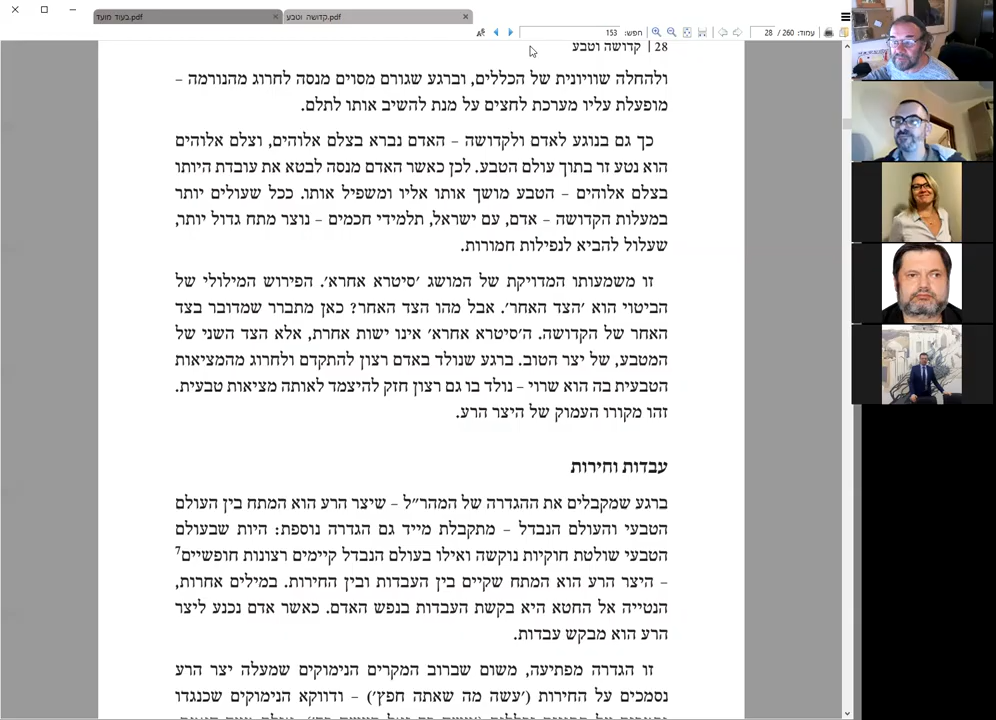 בעוד מועד.pdf
קדושה וטבע.pdf
עמוד: 28 / 260
חפש: 153
28 | קדושה וטבע
ולהחלה שוויונית של הכללים, וברגע שגורם מסוים מנסה לחרוג מהנורמה –
מופעלת עליו מערכת לחצים על מנת להשיב אותו לתלם.
כך גם בנוגע לאדם ולקדושה – האדם נברא בצלם אלוהים, וצלם אלוהים
הוא נטע זר בתוך עולם הטבע. לכן כאשר האדם מנסה לבטא את עובדת היותו
בצלם אלוהים – הטבע מושך אותו אליו ומשפיל אותו. ככל שעולים יותר
במעלות הקדושה – אדם, עם ישראל, תלמידי חכמים – נוצר מתח גדול יותר,
שעלול להביא לנפילות חמורות.
זו משמעותו המדויקת של המושג 'סיטרא אחרא'. הפירוש המילולי של
הביטוי הוא 'הצד האחר'. אבל מהו הצד האחר? כאן מתברר שמדובר בצד
האחר של הקדושה. ה'סיטרא אחרא' אינו ישות אחרת, אלא הצד השני של
המטבע, של יצר הטוב. ברגע שנולד באדם רצון להתקדם ולחרוג מהמציאות
הטבעית בה הוא שרוי – נולד בו גם רצון חזק להיצמד לאותה מציאות טבעית.
זהו מקורו העמוק של היצר הרע.
עבדות וחירות
ברגע שמקבלים את ההגדרה של המהר״ל – שיצר הרע הוא המתח בין העולם
הטבעי והעולם הנבדל – מתקבלת מייד גם הגדרה נוספת: היות שבעולם
הטבעי שולטת חוקיות נוקשה ואילו בעולם הנבדל קיימים רצונות חופשיים7
– היצר הרע הוא המתח שקיים בין העבדות ובין החירות. במילים אחרות,
הנטייה אל החטא היא בקשת העבדות בנפש האדם. כאשר אדם נכנע ליצר
הרע הוא מבקש עבדות.
זו הגדרה מפתיעה, משום שברוב המקרים הנימוקים שמעלה יצר הרע
נסמכים על החירות ('עשה מה שאתה חפץ') – ודווקא הנימוקים שכנגדו